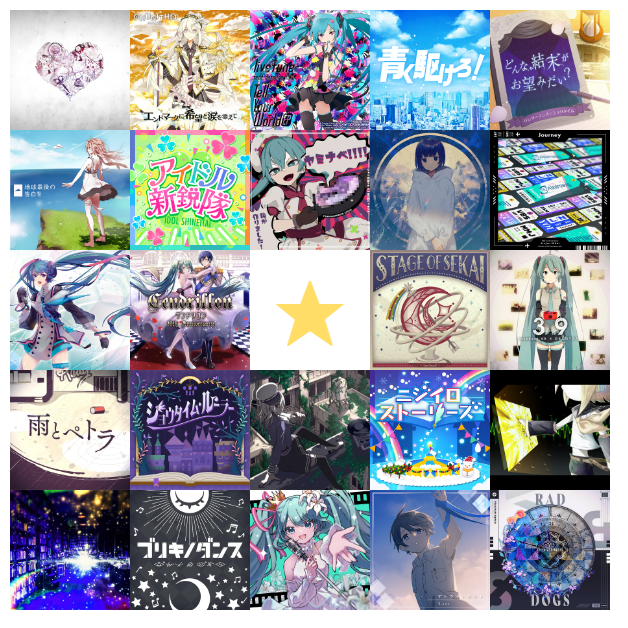 エンドマークに希望と涙を添えて
livetune
Tell
Your
World
青く駆けろ!
どんな結末が
お望みだい?
地球最後の
告白を
アイドル
新鋭隊
IDOL SHINEITAI
ヤミナベ!!!!
Journey
Cendrillon
STAGE OF SEKAI
3 9
雨とペトラ
ショウタイム・ルーラー
ニジイロ
ストーリーズ
ブリキノダンス
RAD
DOGS